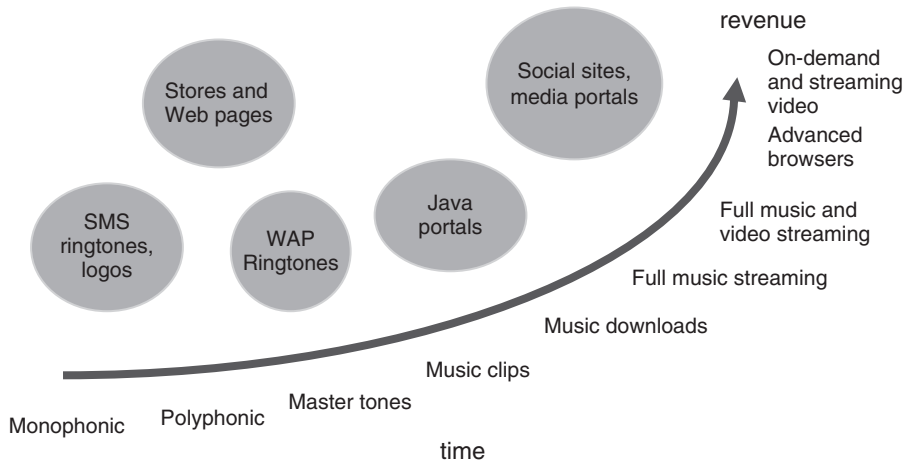 revenue
On-demand
and streaming
video
Advanced
browsers
Social sites,
media portals
Stores and
Web pages
SMS
ringtones,
logos
WAP
Ringtones
Java
portals
Full music and
video streaming
Full music streaming
Music downloads
Music clips
Master tones
Polyphonic
Monophonic
time